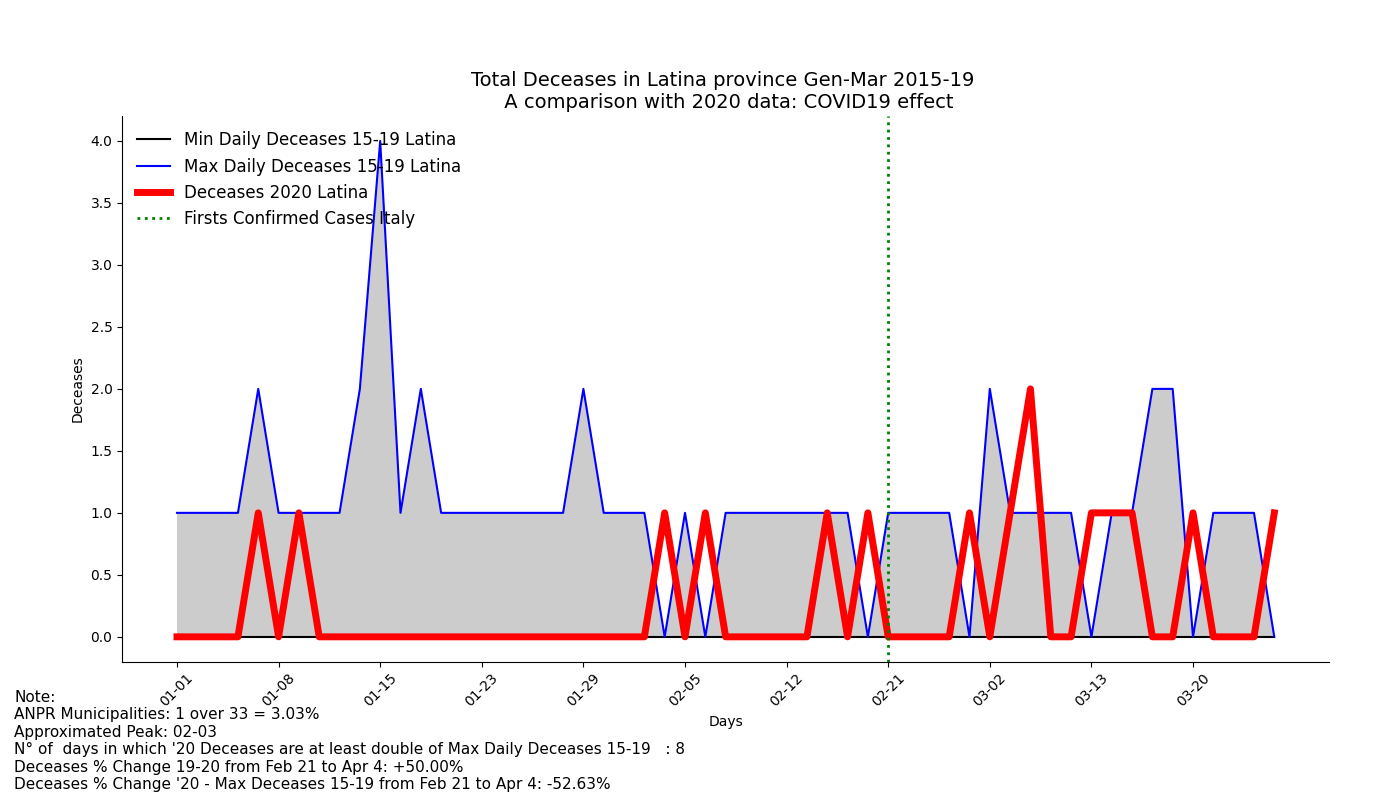 Total Deceases in Latina province Gen-Mar 2015-19
A comparison with 2020 data: COVID19 effect
Min Daily Deceases 15-19 Latina
Max Daily Deceases 15-19 Latina
Deceases 2020 Latina
Firsts Confirmed Cases Italy
4.0
3.5
3.0
2.5
2.0
1.5
1.0
0.5
0.0
Deceases
01-01
01-08
01-15
01-23
01-29
02-05
02-12
02-21
03-02
03-13
03-20
Days
Note:
ANPR Municipalities: 1 over 33 = 3.03%
Approximated Peak: 02-03
N° of  days in which '20 Deceases are at least double of Max Daily Deceases 15-19   : 8
Deceases % Change 19-20 from Feb 21 to Apr 4: +50.00%
Deceases % Change '20 - Max Deceases 15-19 from Feb 21 to Apr 4: -52.63%